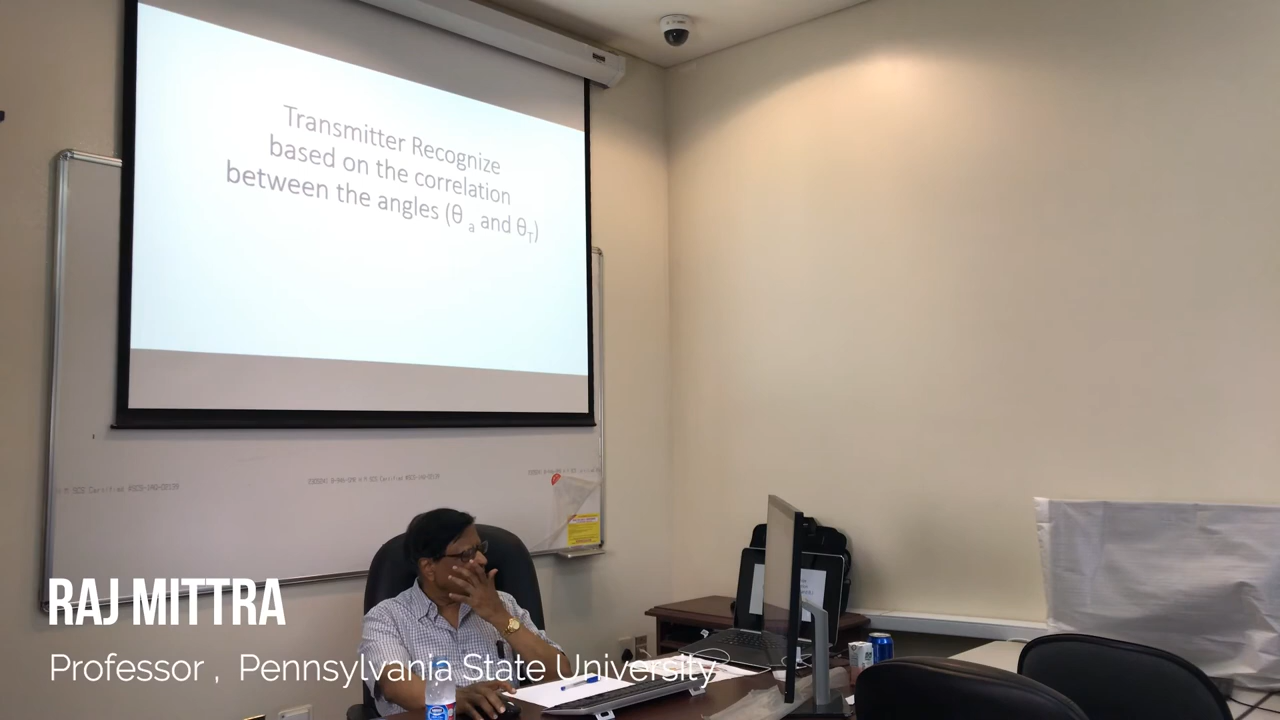 Transmitter Recognize
based on the correlation
between the angles (θ a and θT)
RAJ MITTRA
Professor , Pennsylvania State University